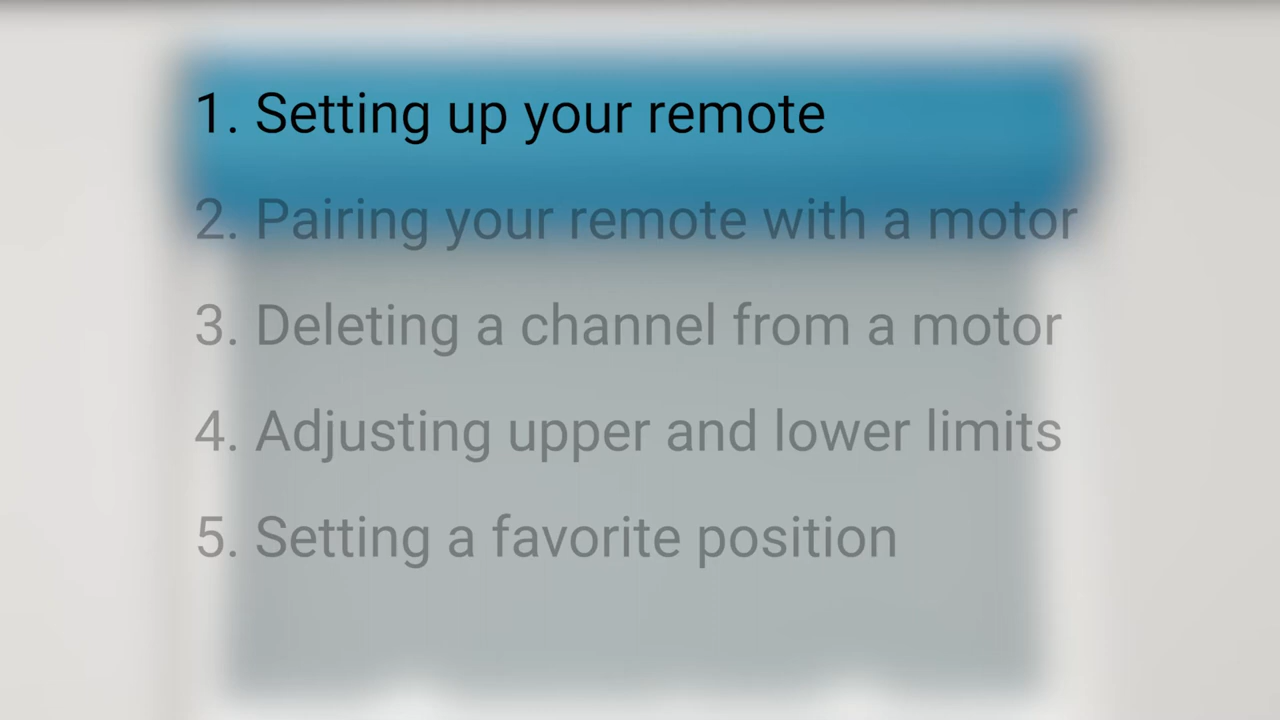 1. Setting up your remote
2. Pairing your remote with a motor
3. Deleting a channel from a motor
4. Adjusting upper and lower limits
5. Setting a favorite position